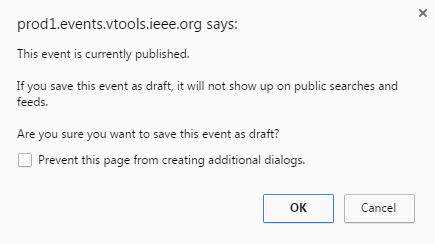 prod1.events.vtools.ieee.org says:
This event is currently published.
If you save this event as draft, it will not show up on public searches and
feeds.
Are you sure you want to save this event as draft?
Prevent this page from creating additional dialogs.
OK
Cancel